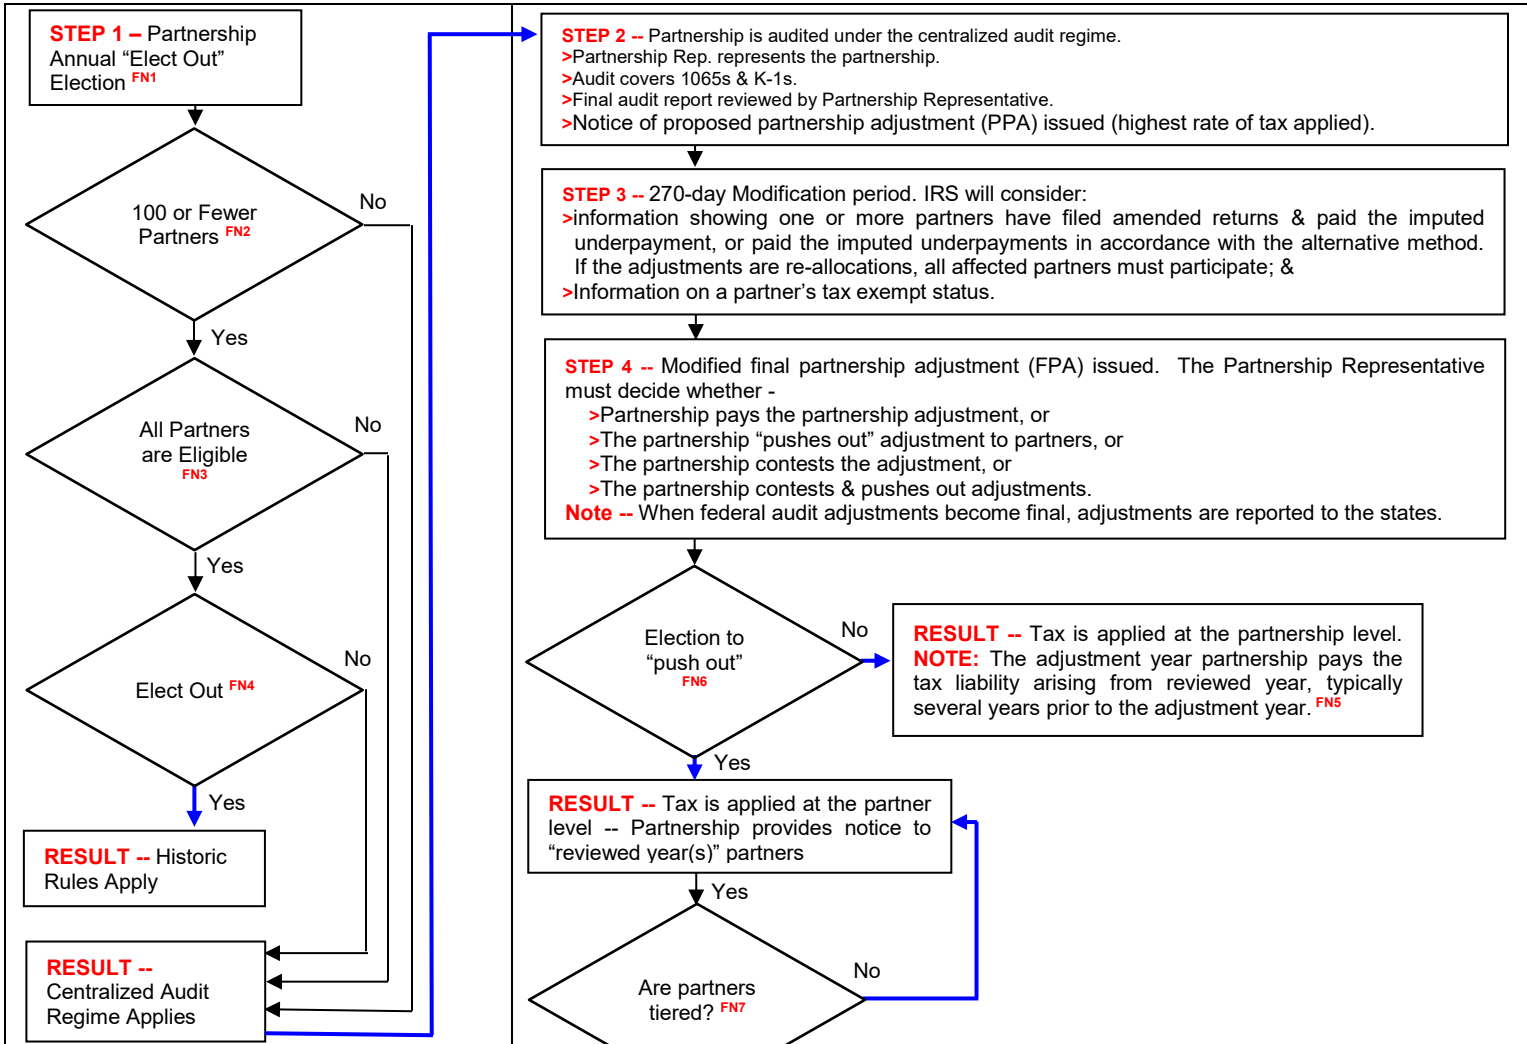 STEP 1 – Partnership
Annual “Elect Out”
Election FN1
100 or Fewer
Partners FN2
No
Yes
All Partners
are Eligible
FN3
No
Yes
Elect Out FN4
No
Yes
RESULT -- Historic
Rules Apply
RESULT --
Centralized Audit
Regime Applies
STEP 2 -- Partnership is audited under the centralized audit regime.
>Partnership Rep. represents the partnership.
>Audit covers 1065s & K-1s.
>Final audit report reviewed by Partnership Representative.
>Notice of proposed partnership adjustment (PPA) issued (highest rate of tax applied).
STEP 3 -- 270-day Modification period. IRS will consider:
>information showing one or more partners have filed amended returns & paid the imputed
underpayment, or paid the imputed underpayments in accordance with the alternative method.
If the adjustments are re-allocations, all affected partners must participate; &
>Information on a partner’s tax exempt status.
STEP 4 -- Modified final partnership adjustment (FPA) issued. The Partnership Representative
must decide whether -
>Partnership pays the partnership adjustment, or
>The partnership “pushes out” adjustment to partners, or
>The partnership contests the adjustment, or
>The partnership contests & pushes out adjustments.
Note -- When federal audit adjustments become final, adjustments are reported to the states.
Election to
“push out”
FN6
No
RESULT -- Tax is applied at the partnership level.
NOTE: The adjustment year partnership pays the
tax liability arising from reviewed year, typically
several years prior to the adjustment year. FN5
Yes
RESULT -- Tax is applied at the partner
level -- Partnership provides notice to
“reviewed year(s)” partners
Yes
Are partners
tiered? FN7
No